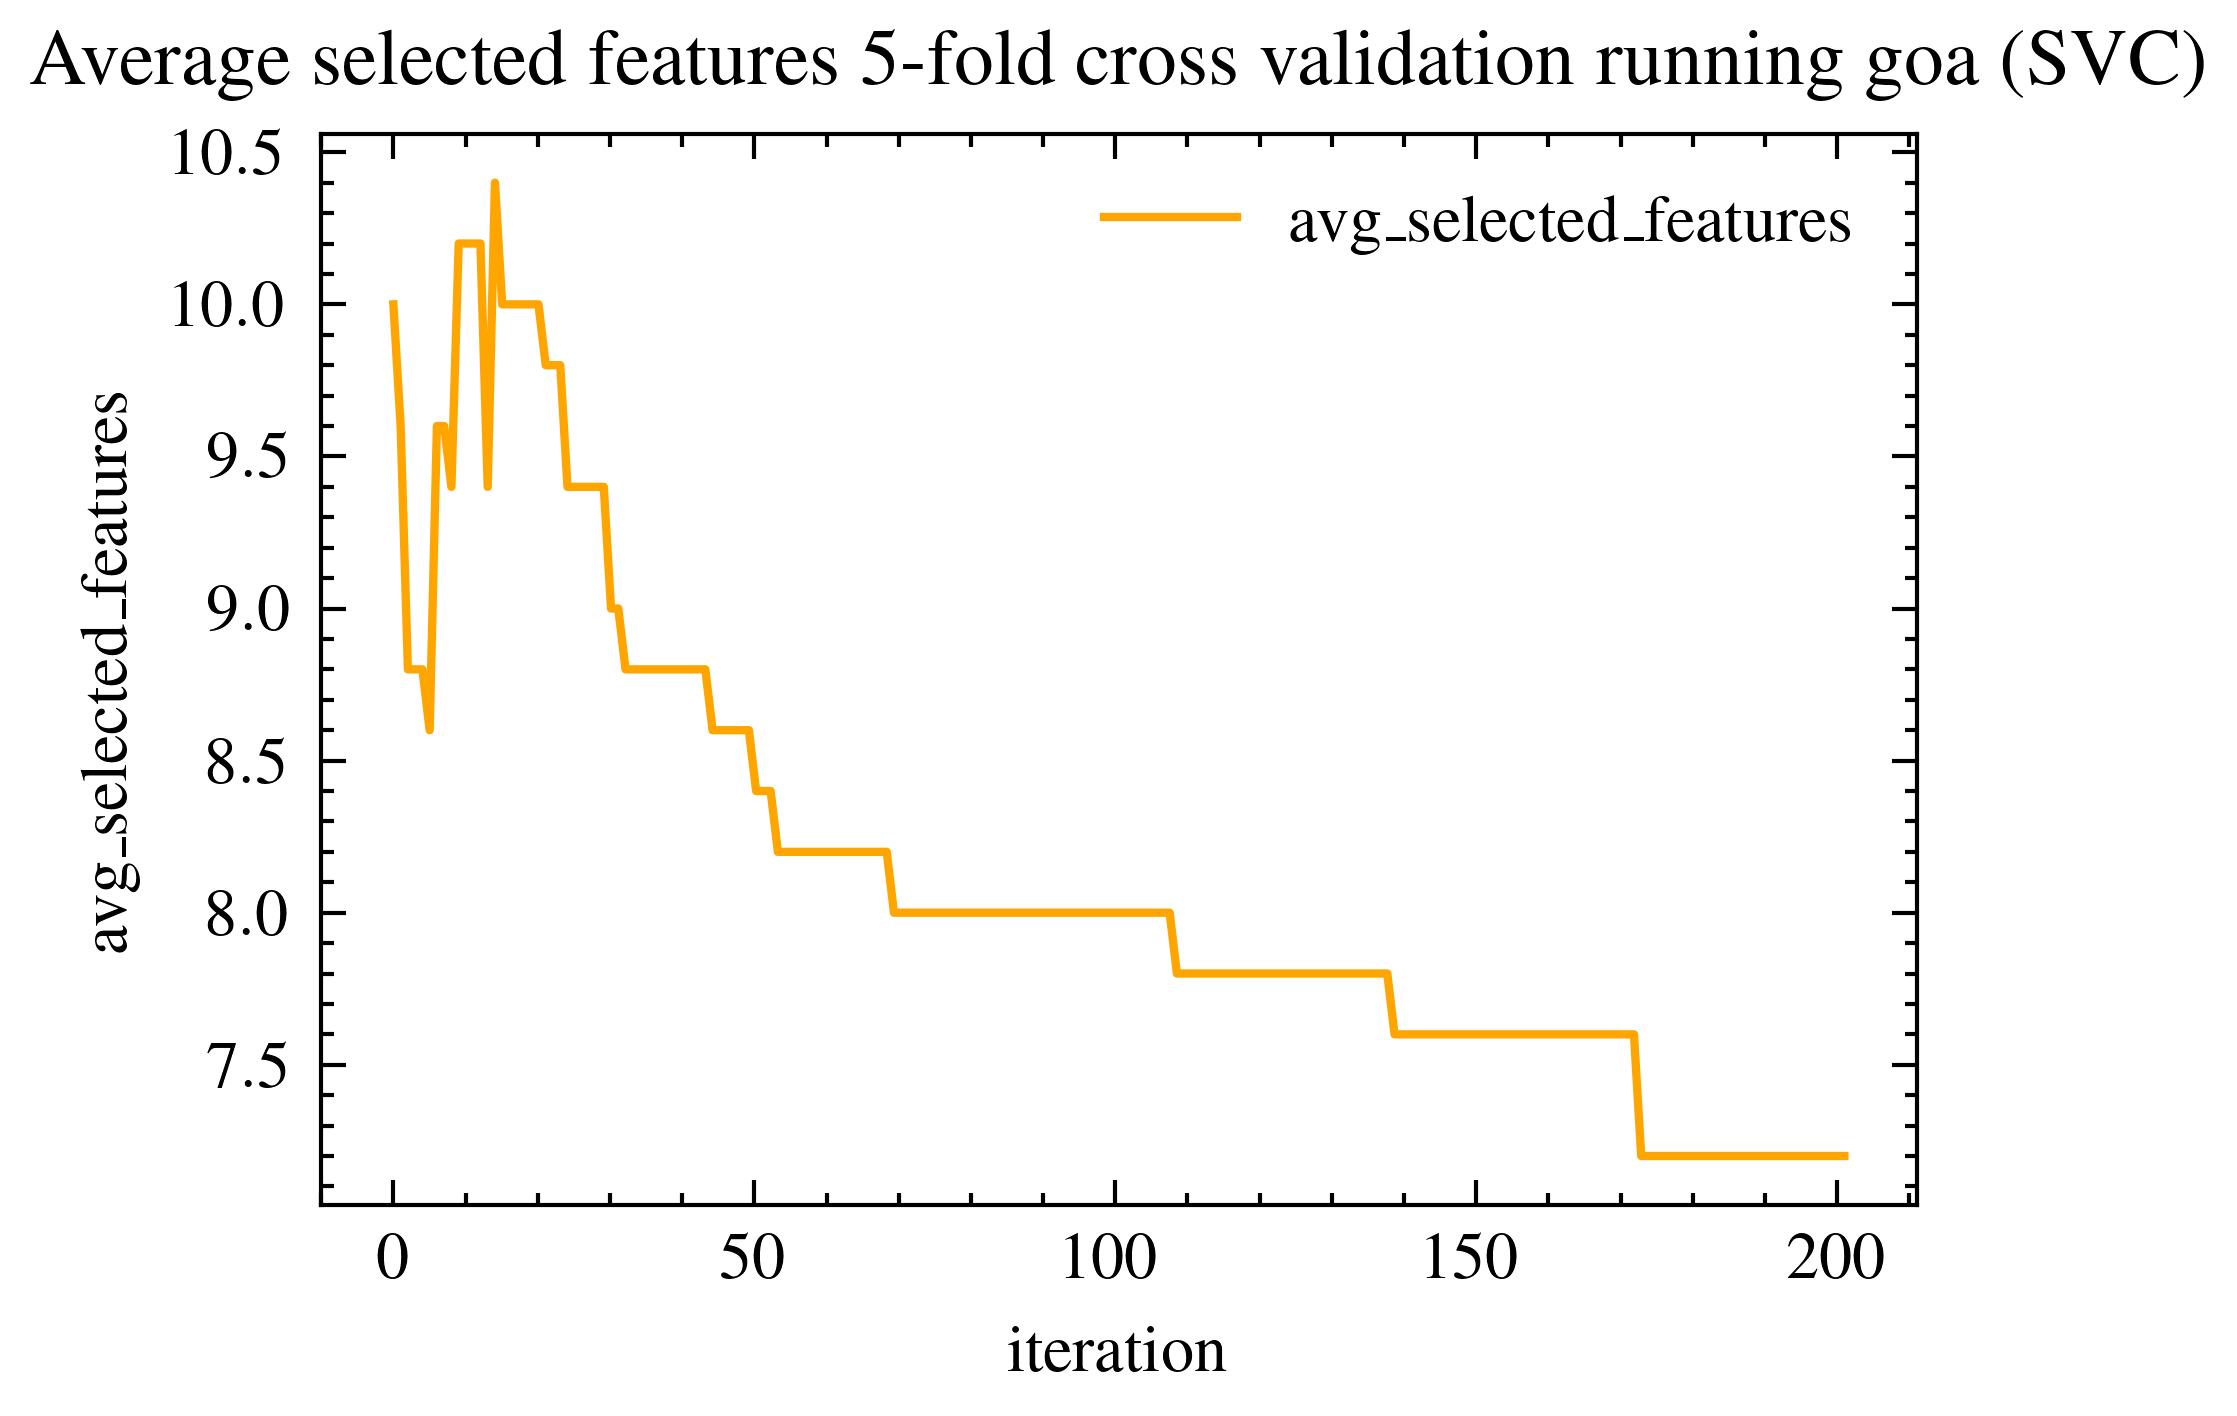 Average selected features 5-fold cross validation running goa (SVC)
avg_selected_features
10.5
10.0
9.5
9.0
8.5
8.0
7.5
avg_selected_features
0 50 100 150 200
iteration